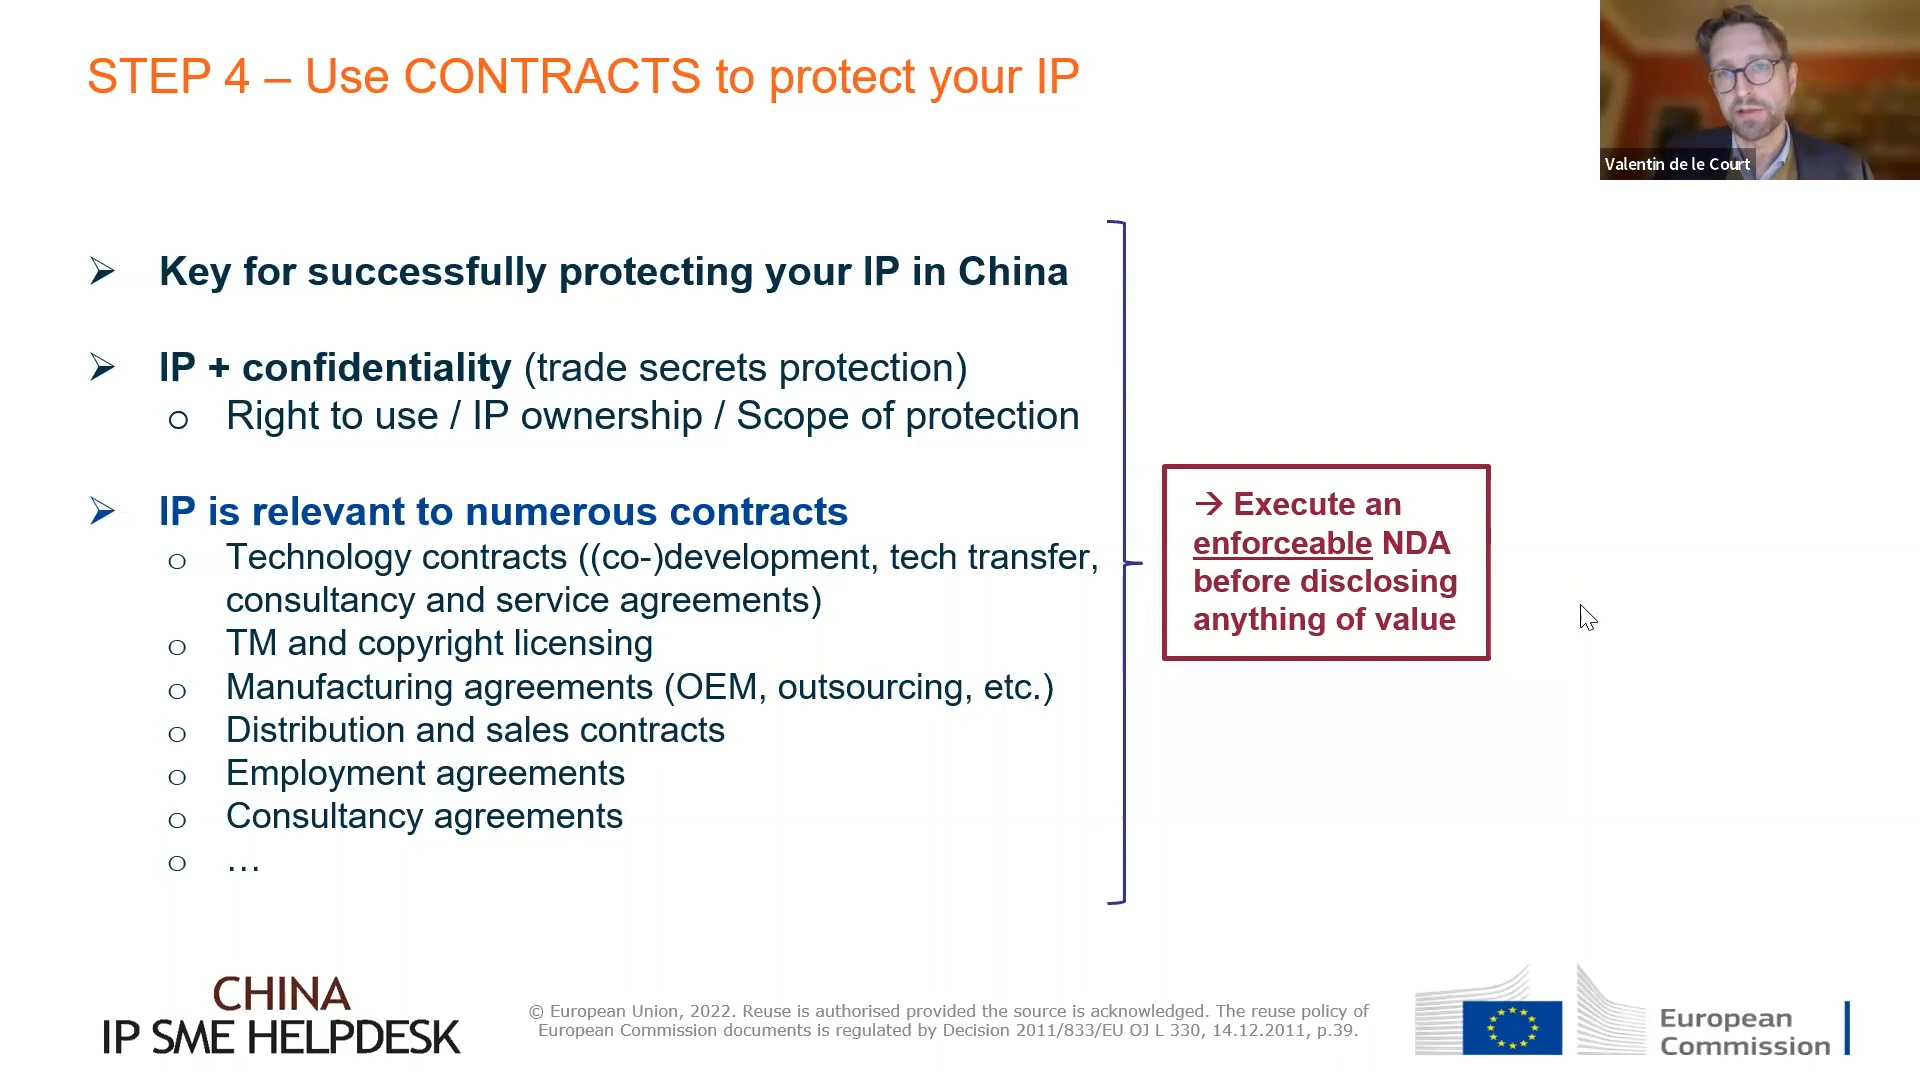 STEP 4 – Use CONTRACTS to protect your IP
Valentin de le Court
➢ Key for successfully protecting your IP in China
➢ IP + confidentiality (trade secrets protection)
o Right to use / IP ownership / Scope of protection
➢ IP is relevant to numerous contracts
o Technology contracts ((co-)development, tech transfer,
consultancy and service agreements)
o TM and copyright licensing
o Manufacturing agreements (OEM, outsourcing, etc.)
o Distribution and sales contracts
o Employment agreements
o Consultancy agreements
o …
→ Execute an
enforceable NDA
before disclosing
anything of value
CHINA
IP SME HELPDESK
© European Union, 2022. Reuse is authorised provided the source is acknowledged. The reuse policy of
European Commission documents is regulated by Decision 2011/833/EU OJ L 330, 14.12.2011, p.39.
European
Commission